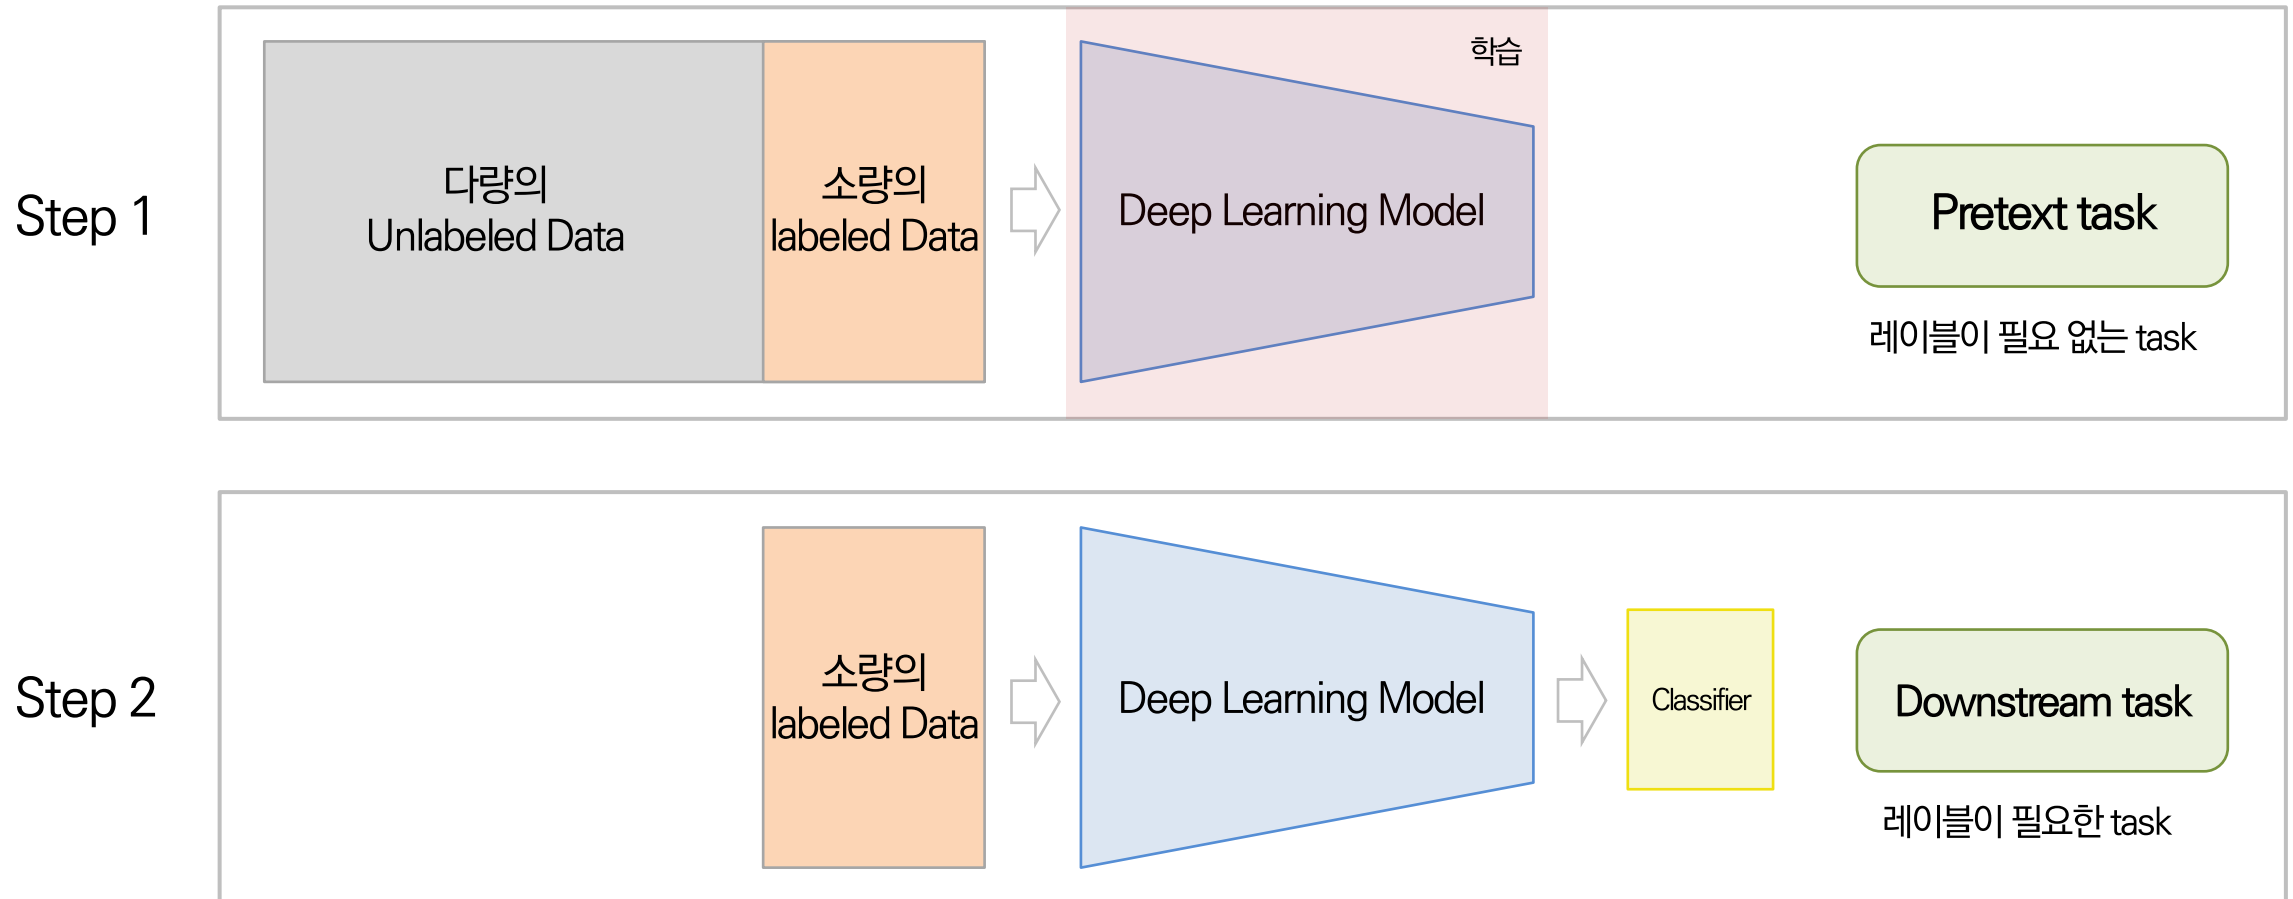 Step 1
다량의
Unlabeled Data
소량의
labeled Data
학습
Deep Learning Model
Pretext task
레이블이 필요 없는 task
Step 2
소량의
labeled Data
Deep Learning Model
Classifier
Downstream task
레이블이 필요한 task